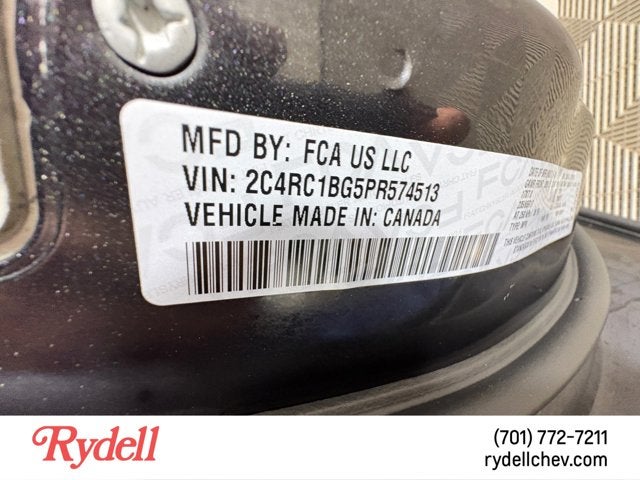 MFD BY: FCA US LLC
VIN: 2C4RC1BG5PR574513
VEHICLE MADE IN: CANADA
Rydell
(701) 772-7211
rydellchev.com